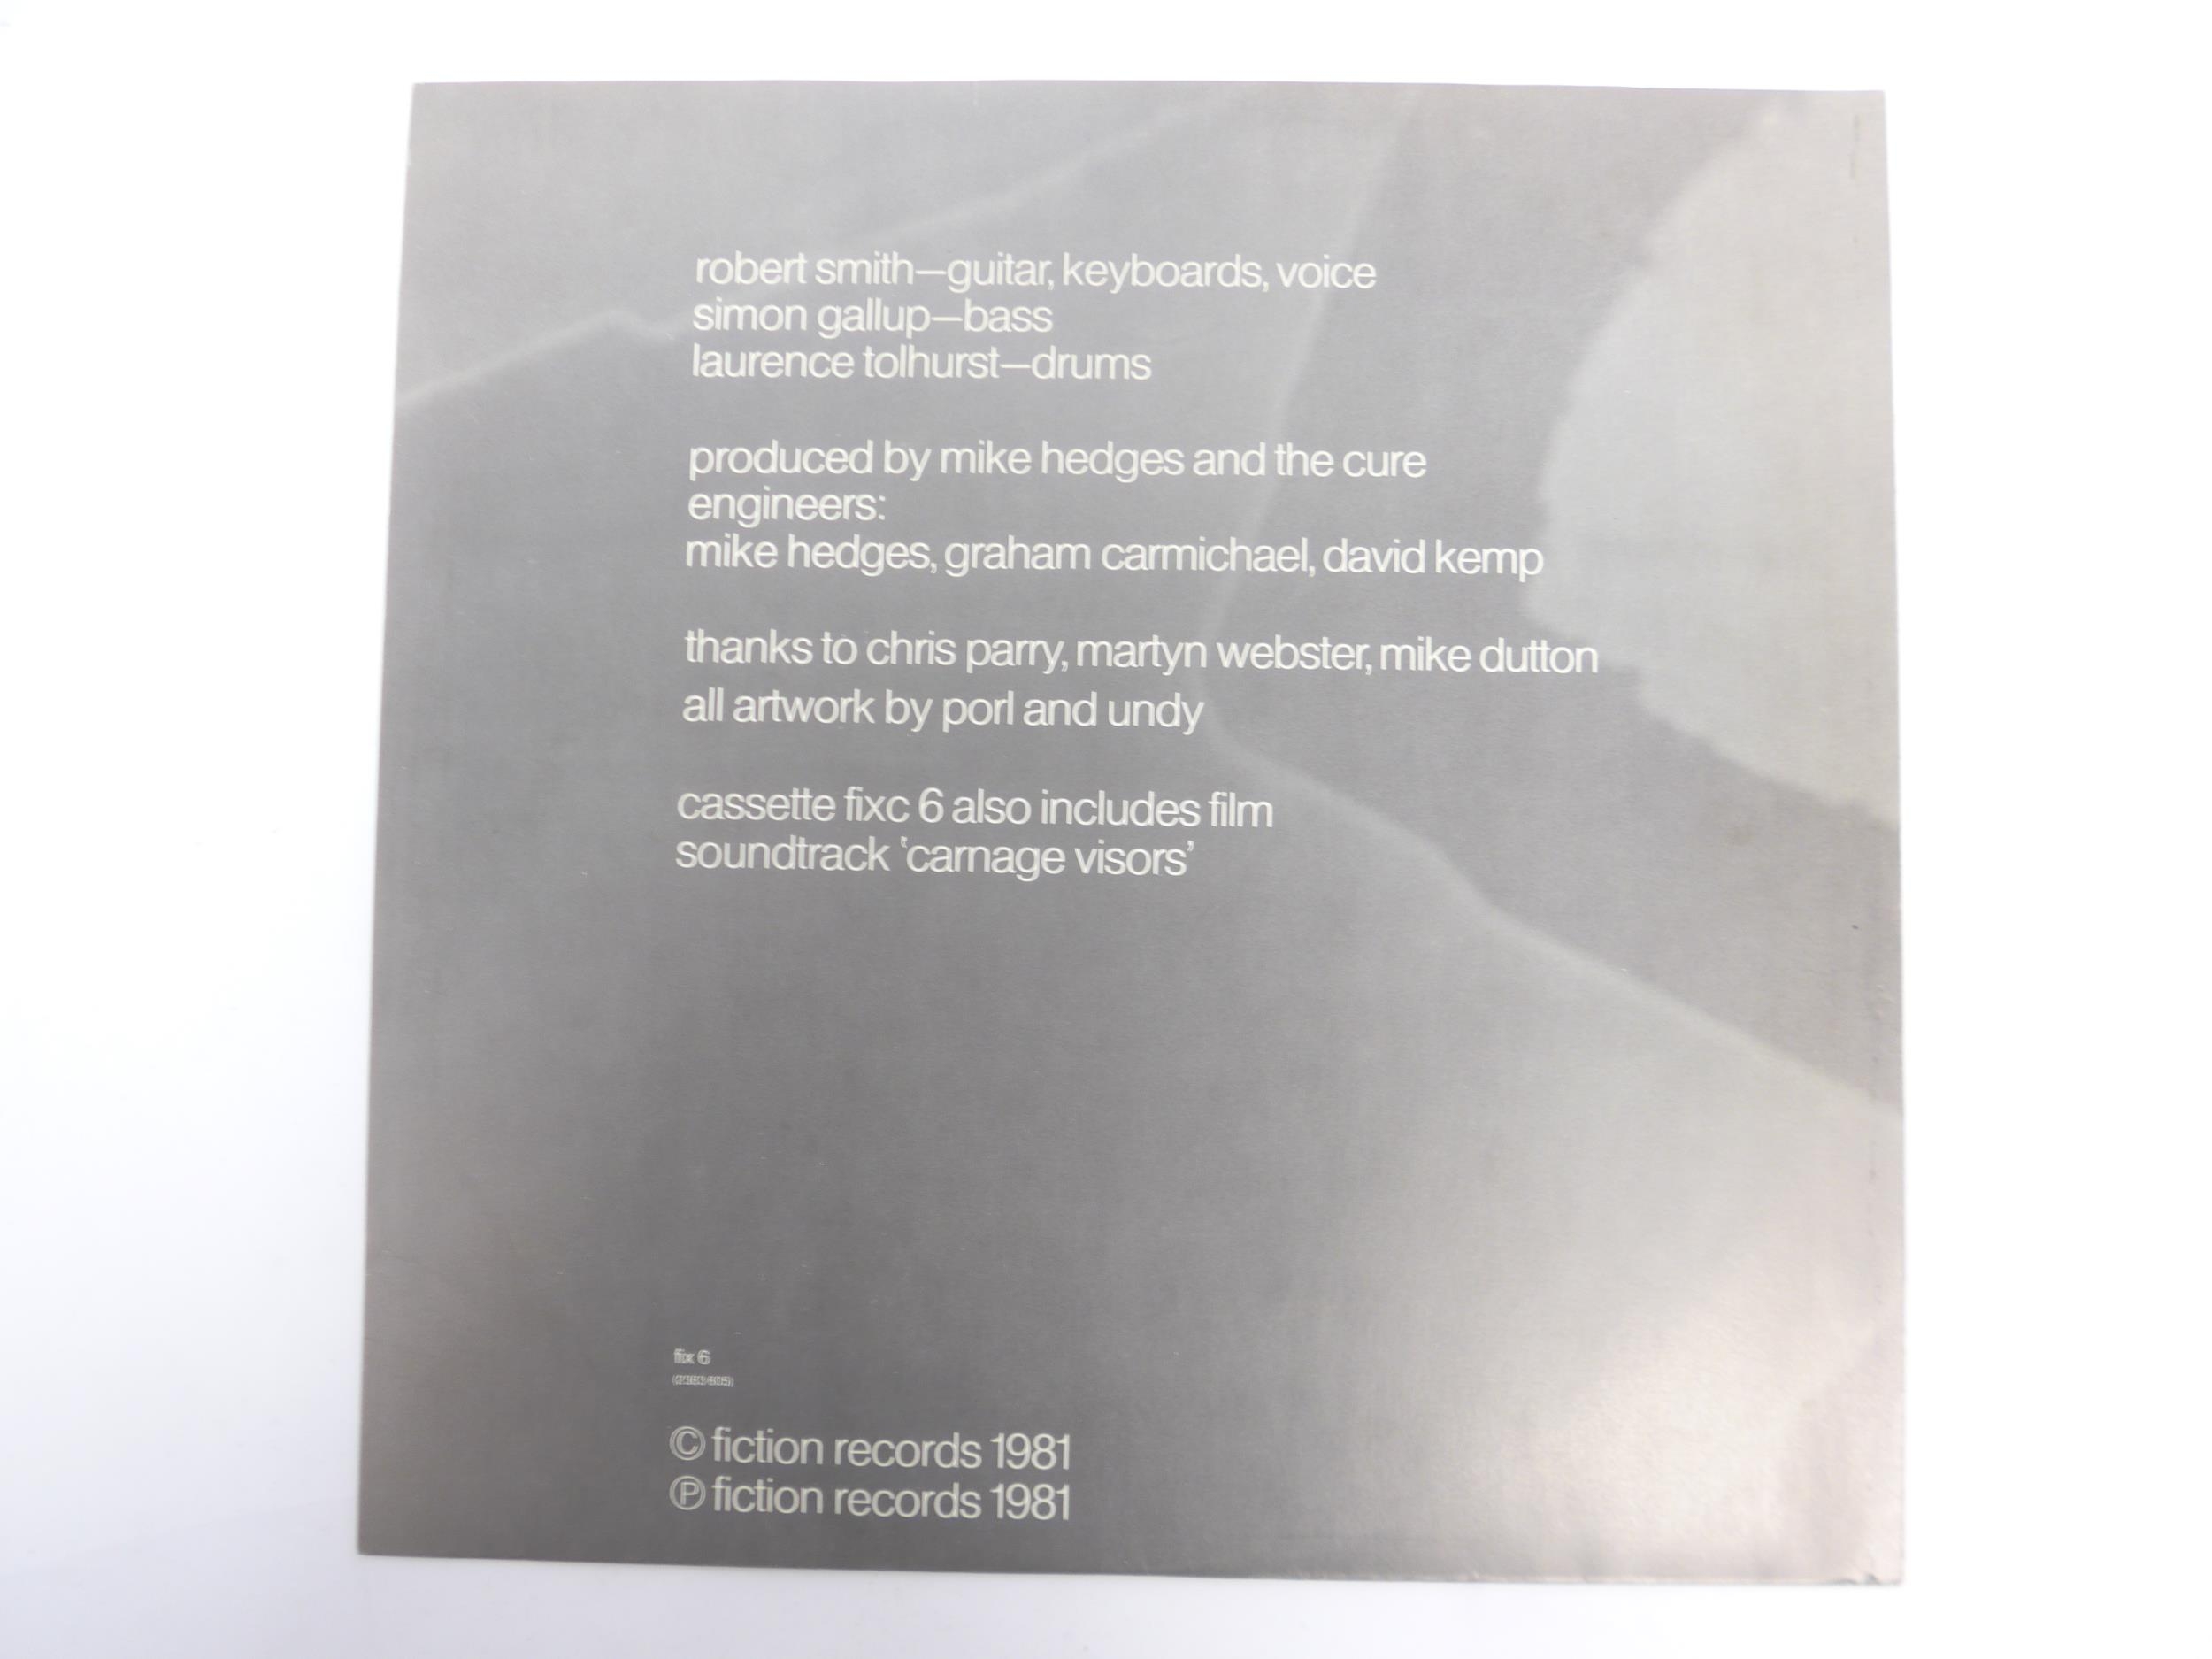 robert smith—guitar, keyboards, voice
simon gallup—bass
laurence tolhurst—drums
produced by mike hedges and the cure
engineers:
mike hedges, graham carmichael, david kemp
thanks to chris parry, martyn webster, mike dutton
all artwork by porl and undy
cassette fixc 6 also includes film
soundtrack ‘carnage visors’
fix 6
(2383 605)
© fiction records 1981
℗ fiction records 1981